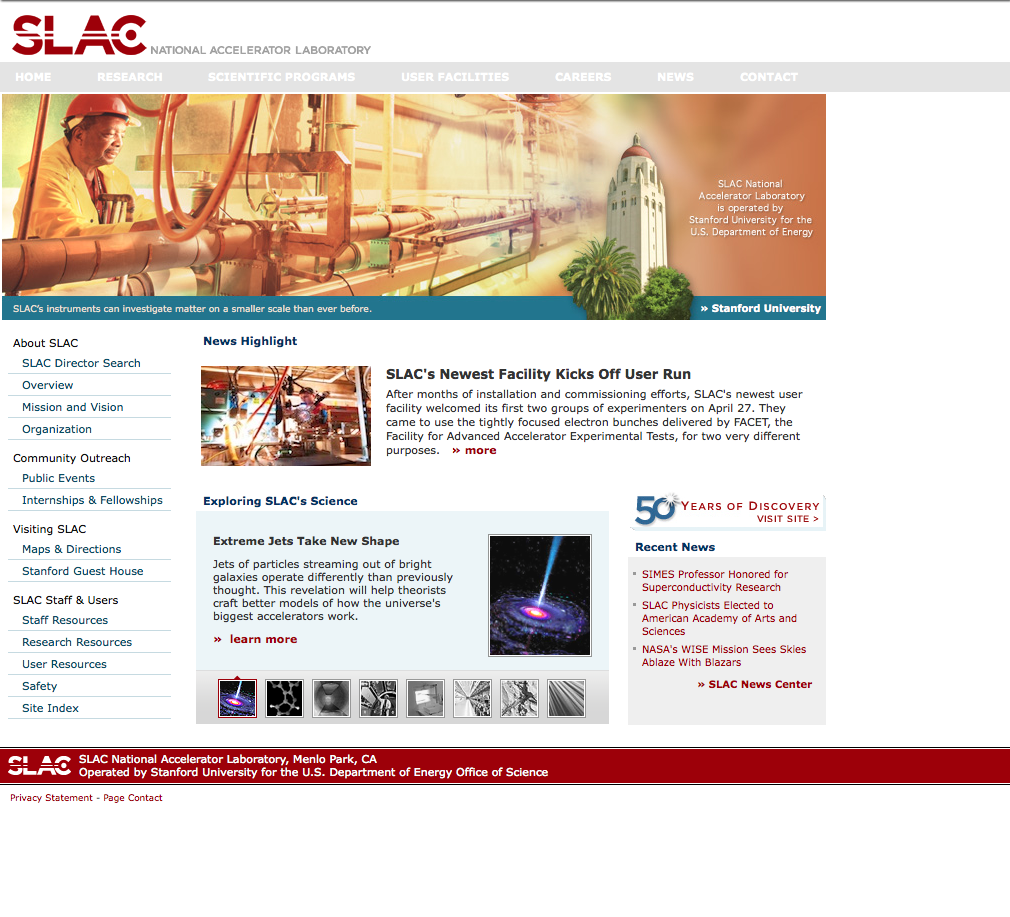 SLAC NATIONAL ACCELERATOR LABORATORY
HOME RESEARCH SCIENTIFIC PROGRAMS USER FACILITIES CAREERS NEWS CONTACT
SLAC National
Accelerator Laboratory
is operated by
Stanford University for the
U.S. Department of Energy
SLAC's instruments can investigate matter on a smaller scale than ever before.
» Stanford University
About SLAC
SLAC Director Search
Overview
Mission and Vision
Organization
Community Outreach
Public Events
Internships & Fellowships
Visiting SLAC
Maps & Directions
Stanford Guest House
SLAC Staff & Users
Staff Resources
Research Resources
User Resources
Safety
Site Index
News Highlight
SLAC's Newest Facility Kicks Off User Run
After months of installation and commissioning efforts, SLAC's newest user
facility welcomed its first two groups of experimenters on April 27. They
came to use the tightly focused electron bunches delivered by FACET, the
Facility for Advanced Accelerator Experimental Tests, for two very different
purposes. » more
Exploring SLAC's Science
Extreme Jets Take New Shape
Jets of particles streaming out of bright
galaxies operate differently than previously
thought. This revelation will help theorists
craft better models of how the universe's
biggest accelerators work.
» learn more
50 YEARS OF DISCOVERY
VISIT SITE >
Recent News
SIMES Professor Honored for
Superconductivity Research
SLAC Physicists Elected to
American Academy of Arts and
Sciences
NASA's WISE Mission Sees Skies
Ablaze With Blazars
» SLAC News Center
SLAC
SLAC National Accelerator Laboratory, Menlo Park, CA
Operated by Stanford University for the U.S. Department of Energy Office of Science
Privacy Statement - Page Contact